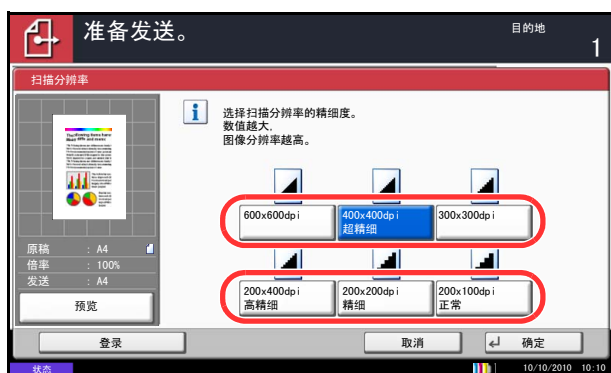 准备发送。
目的地
1
扫描分辨率
选择扫描分辨率的精细度。
数值越大,
图像分辨率越高。
600x600dpi
400x400dpi
超精细
300x300dpi
200x400dpi
高精细
200x200dpi
精细
200x100dpi
正常
原稿 : A4
倍率 : 100%
发送 : A4
预览
登录
取消
确定
状态
10/10/2010 10:10